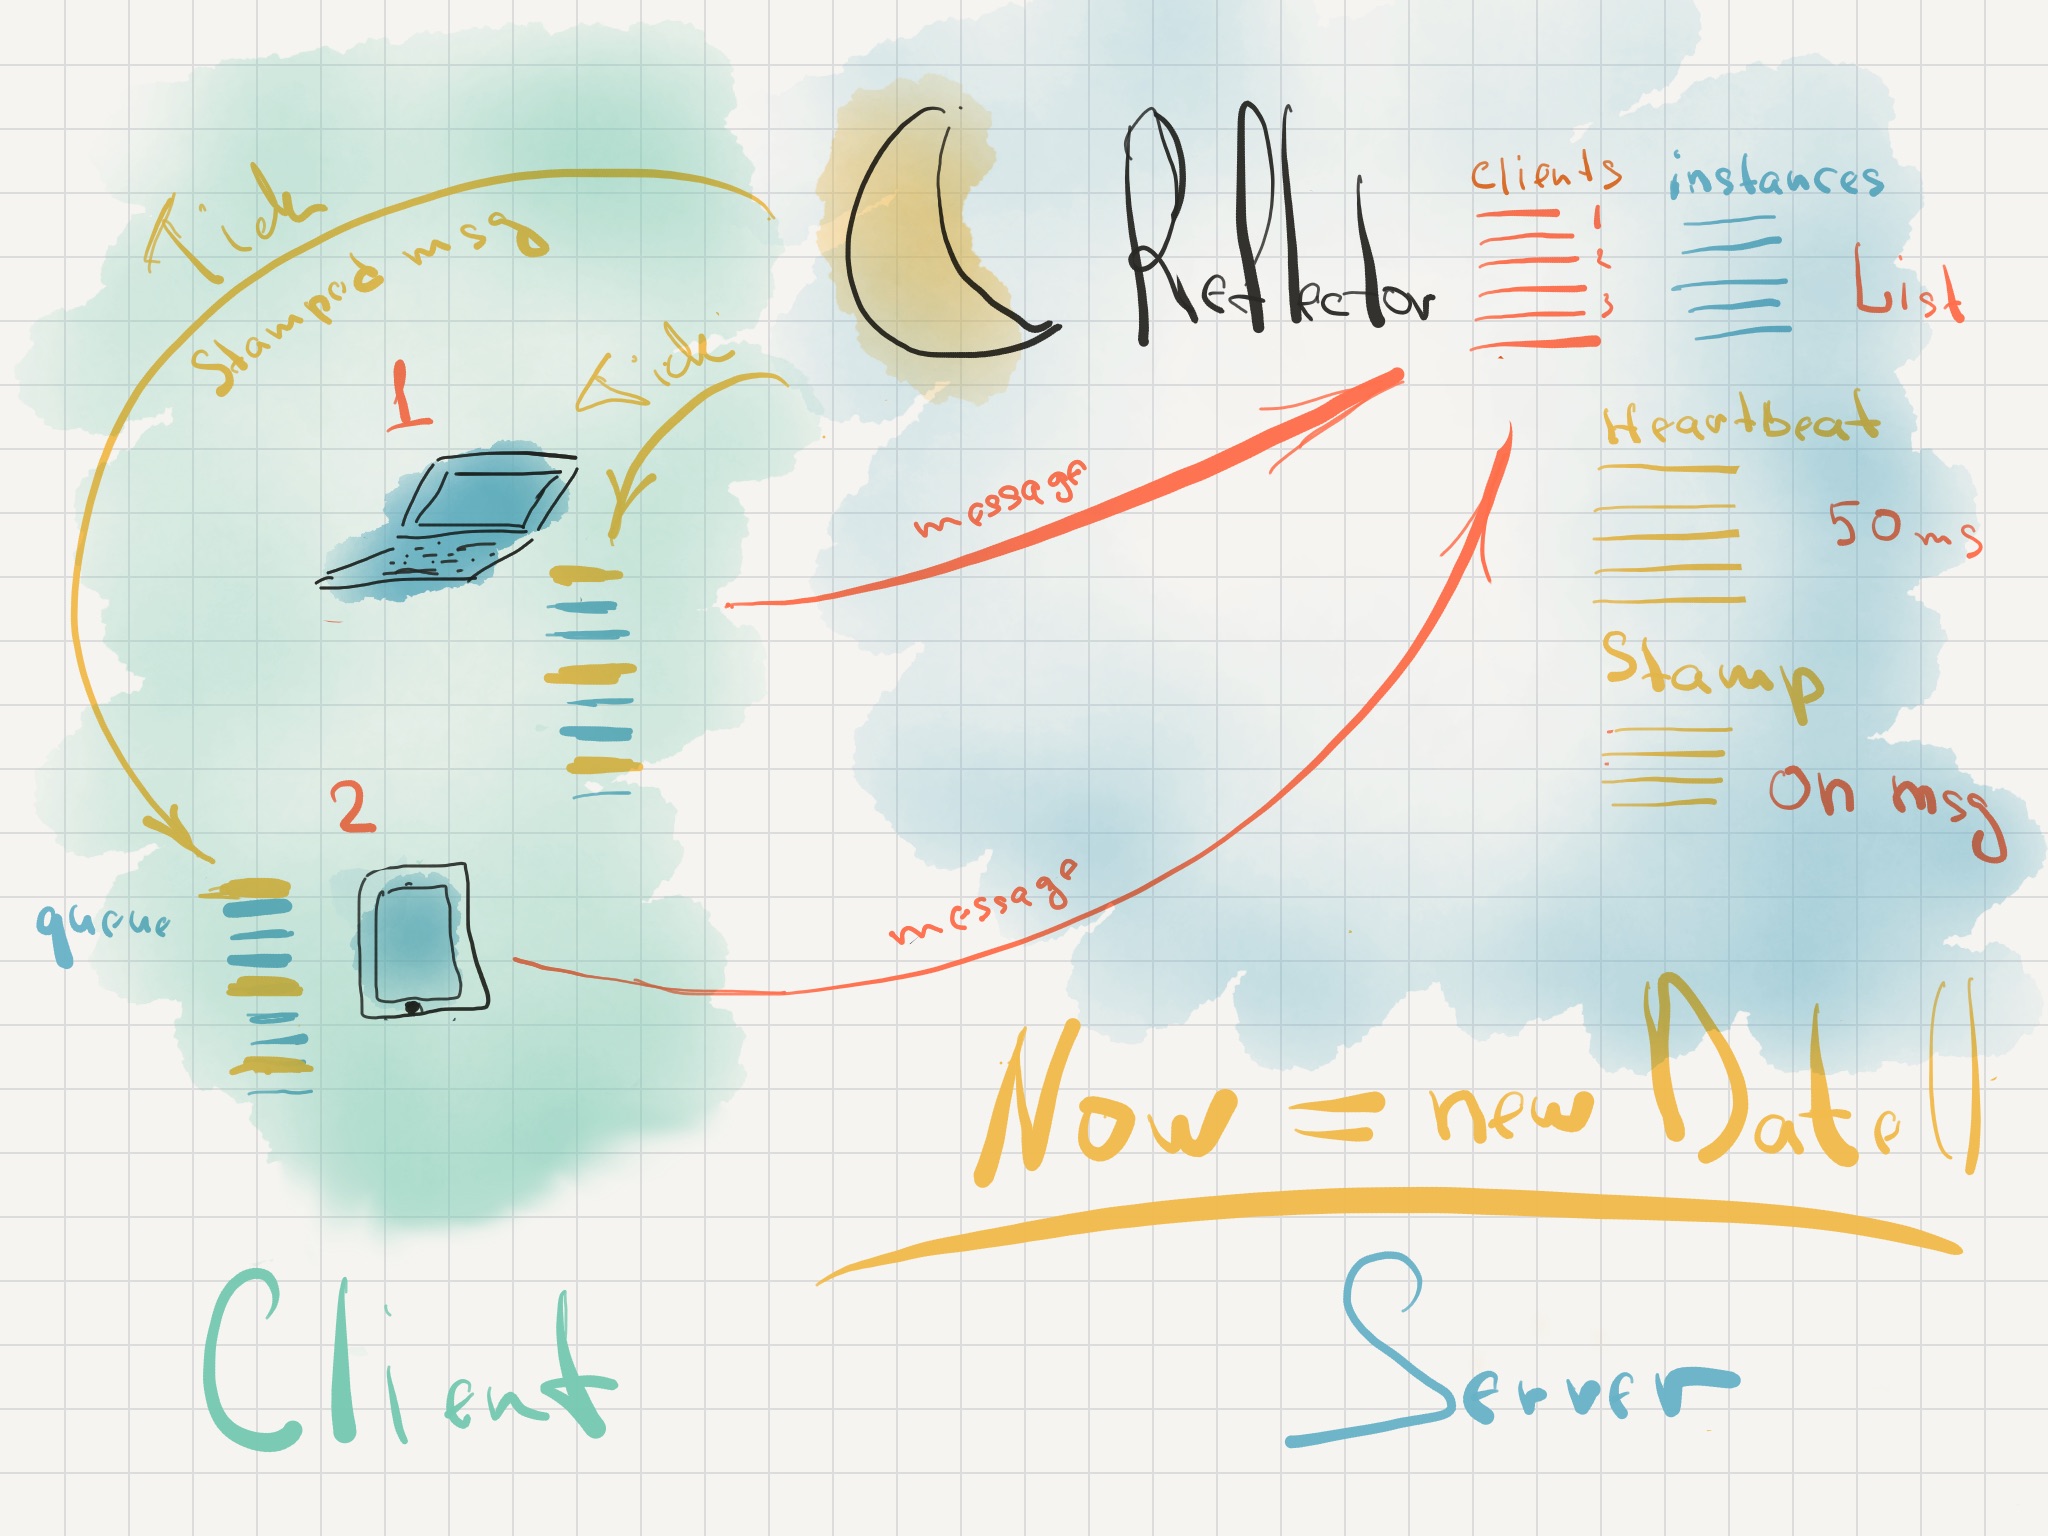 Tick
Stamped msg
Tick
1
2
queue
Reflector
clients
1
2
3
instances
List
Heartbeat
50 ms
Stamp
On msg
message
message
Now = new Date()
Client
Server